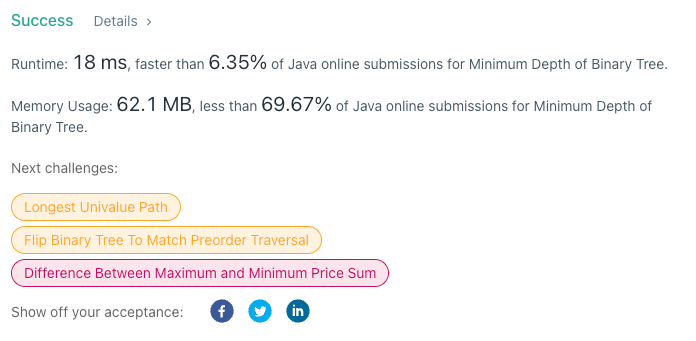 Success Details >
Runtime: 18 ms, faster than 6.35% of Java online submissions for Minimum Depth of Binary Tree.
Memory Usage: 62.1 MB, less than 69.67% of Java online submissions for Minimum Depth of
Binary Tree.
Next challenges:
Longest Univalue Path
Flip Binary Tree To Match Preorder Traversal
Difference Between Maximum and Minimum Price Sum
Show off your acceptance: